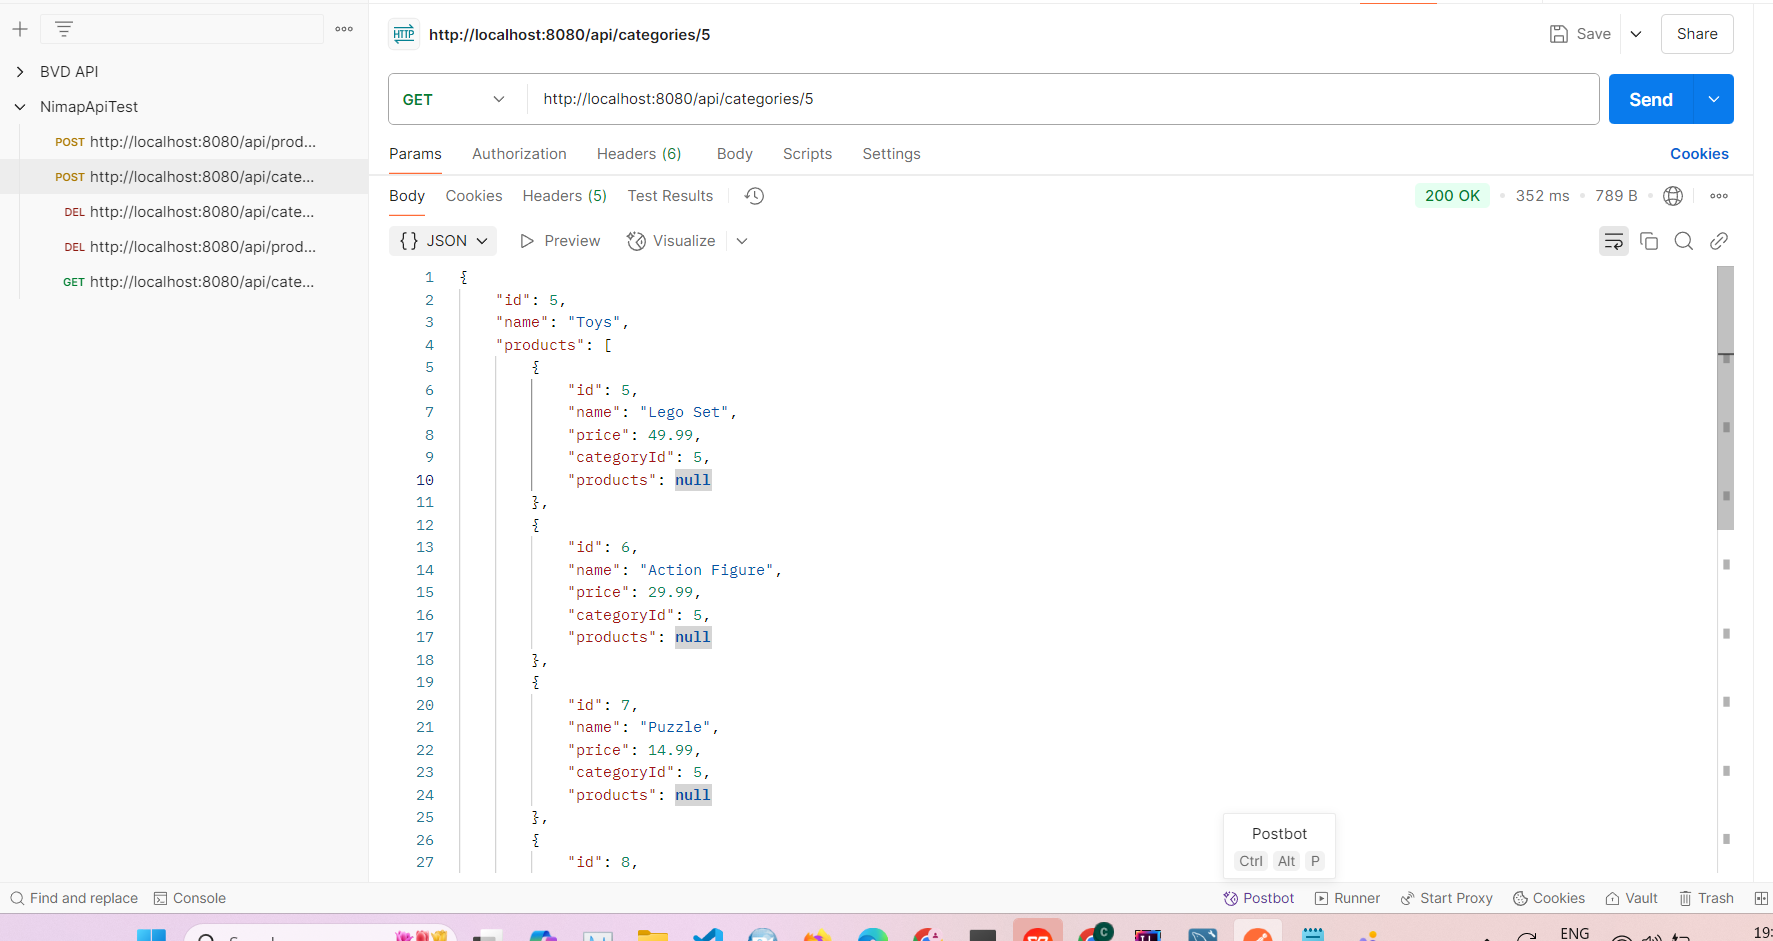 HTTP http://localhost:8080/api/categories/5 Save Share
BVD API
NimapApiTest
POST http://localhost:8080/api/prod...
POST http://localhost:8080/api/cate...
DEL http://localhost:8080/api/cate...
DEL http://localhost:8080/api/prod...
GET http://localhost:8080/api/cate...
GET http://localhost:8080/api/categories/5 Send
Params Authorization Headers (6) Body Scripts Settings Cookies
Body Cookies Headers (5) Test Results 200 OK • 352 ms • 789 B
{} JSON Preview Visualize
1 {
2 "id": 5,
3 "name": "Toys",
4 "products": [
5 {
6 "id": 5,
7 "name": "Lego Set",
8 "price": 49.99,
9 "categoryId": 5,
10 "products": null
11 },
12 {
13 "id": 6,
14 "name": "Action Figure",
15 "price": 29.99,
16 "categoryId": 5,
17 "products": null
18 },
19 {
20 "id": 7,
21 "name": "Puzzle",
22 "price": 14.99,
23 "categoryId": 5,
24 "products": null
25 },
26 {
27 "id": 8,
Postbot
Ctrl Alt P
Find and replace Console Postbot Runner Start Proxy Cookies Vault Trash
C ENG 19: